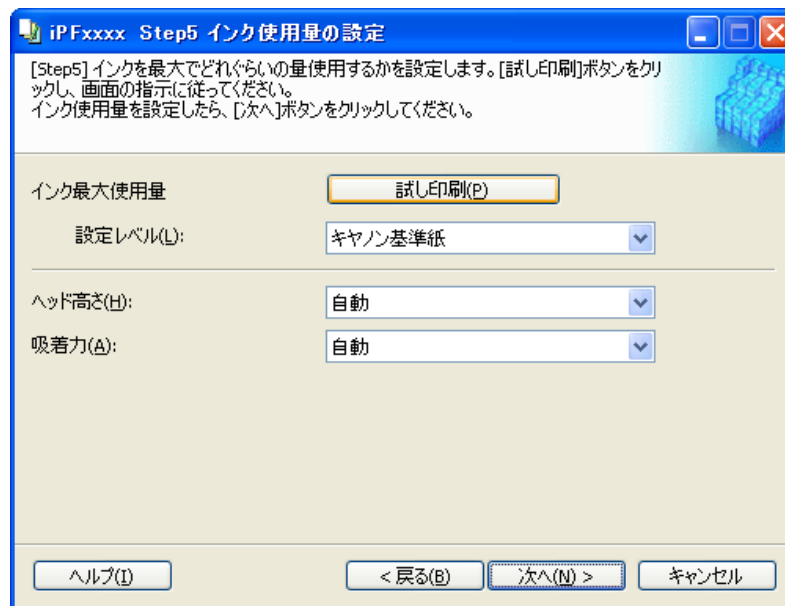 iPFxxxx Step5 インク使用量の設定
[Step5] インクを最大でどれぐらいの量使用するかを設定します。[試し印刷]ボタンをクリ
ックし、画面の指示に従ってください。
インク使用量を設定したら、[次へ]ボタンをクリックしてください。
インク最大使用量
試し印刷(P)
設定レベル(L):
キヤノン基準紙
ヘッド高さ(H):
自動
吸着力(A):
自動
ヘルプ(I)
< 戻る(B)
次へ(N) >
キャンセル